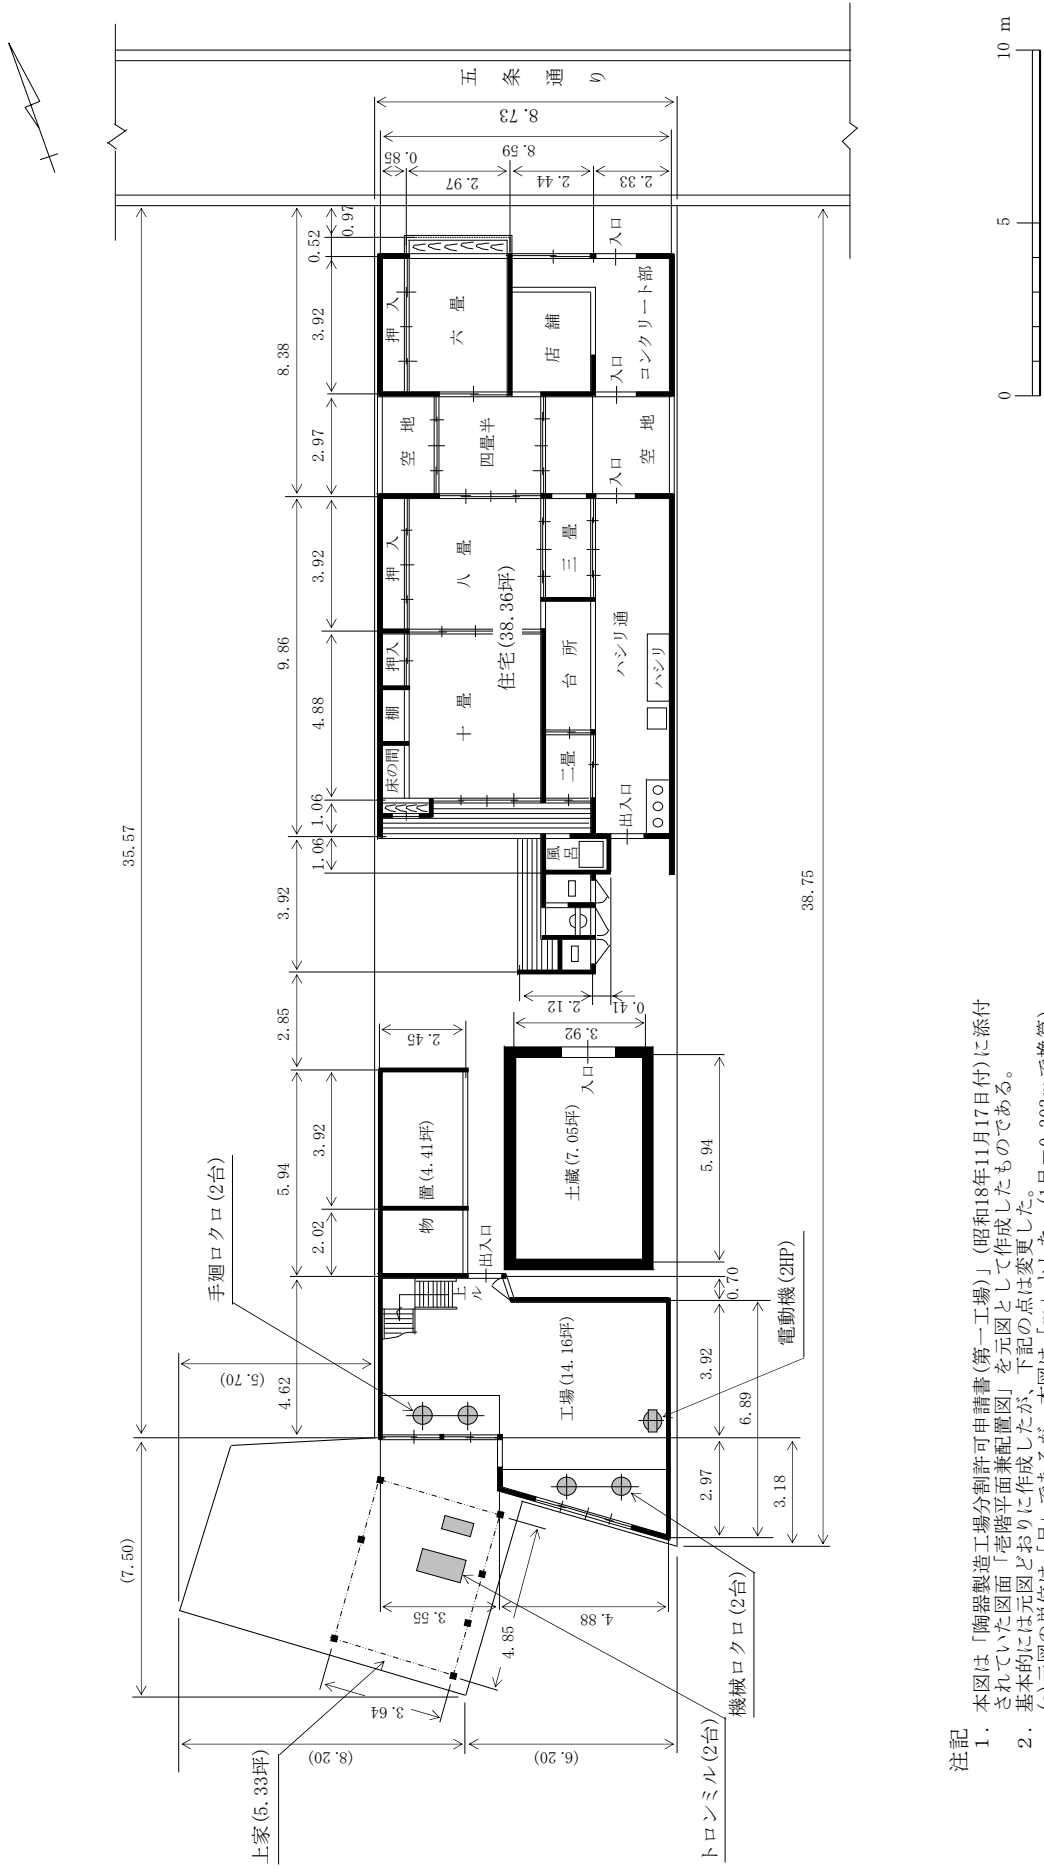 五条通り
8.73
8.59
0.85
2.97
2.44
2.33
35.57
38.75
8.38
0.97
0.52
3.92
2.97
9.86
3.92
4.88
1.06
3.92
1.06
2.85
5.94
3.92
2.02
4.62
(7.50)
押入
六畳
店舗
コンクリート部
入口
入口
空地
四畳半
空地
入口
押入
八畳
三畳
住宅(38.36坪)
押入
棚
床の間
十畳
台所
二畳
ハシリ通
ハシリ
出入口
風呂
2.12
0.41
2.45
3.92
入口
土蔵(7.05坪)
5.94
物置(4.41坪)
出入口
上ル
0.70
工場(14.16坪)
手廻ロクロ(2台)
電動機(2HP)
(5.70)
3.92
6.89
2.97
3.18
3.55
4.88
4.85
3.64
(8.20)
(6.20)
上家(5.33坪)
トロンミル(2台)
機械ロクロ(2台)
0 5 10 m
注記
1. 本図は「陶器製造工場分割許可申請書(第一工場)」(昭和18年11月17日付)に添付
されていた図面「壱階平面兼配置図」を元図として作成したものである。
2. 基本的には元図どおりに作成したが、下記の点は変更した。